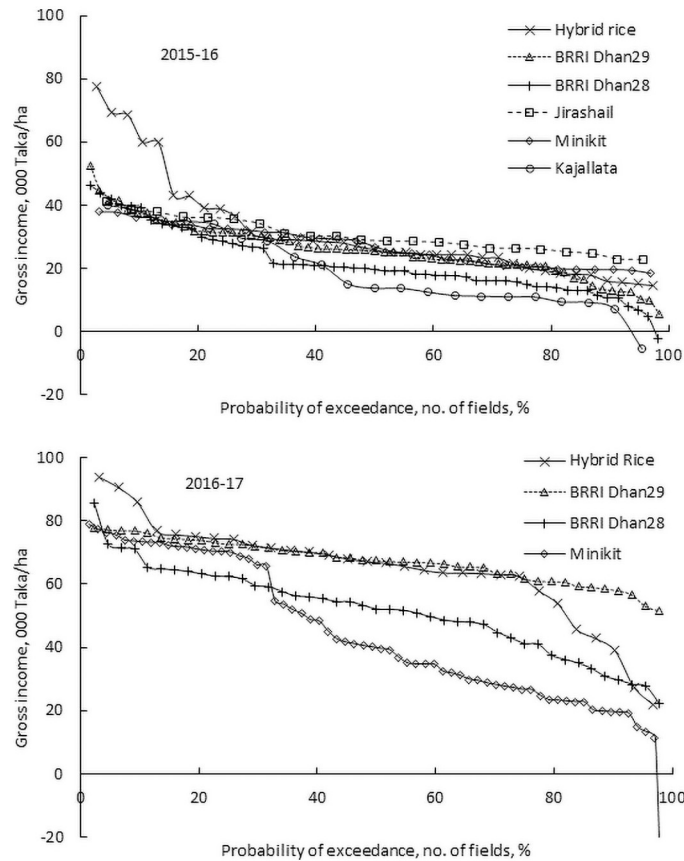 100
80
60
40
20
0
-20
0
20
40
60
80
100
2015-16
Hybrid rice
BRRI Dhan29
BRRI Dhan28
Jirashail
Minikit
Kajallata
Gross income, 000 Taka/ha
Probability of exceedance, no. of fields, %
100
80
60
40
20
0
-20
0
20
40
60
80
100
2016-17
Hybrid Rice
BRRI Dhan29
BRRI Dhan28
Minikit
Gross income, 000 Taka/ha
Probability of exceedance, no. of fields, %